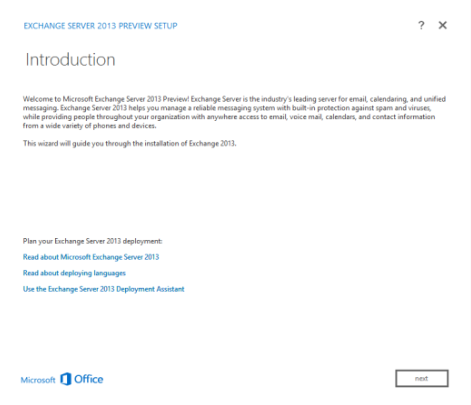 EXCHANGE SERVER 2013 PREVIEW SETUP
?
Introduction
Welcome to Microsoft Exchange Server 2013 Preview! Exchange Server is the industry's leading server for email, calendaring, and unified
messaging. Exchange Server 2013 helps you manage a reliable messaging system with built-in protection against spam and viruses,
while providing people throughout your organization with anywhere access to email, voice mail, calendars, and contact information
from a wide variety of phones and devices.
This wizard will guide you through the installation of Exchange 2013.
Plan your Exchange Server 2013 deployment:
Read about Microsoft Exchange Server 2013
Read about deploying languages
Use the Exchange Server 2013 Deployment Assistant
Microsoft Office
next